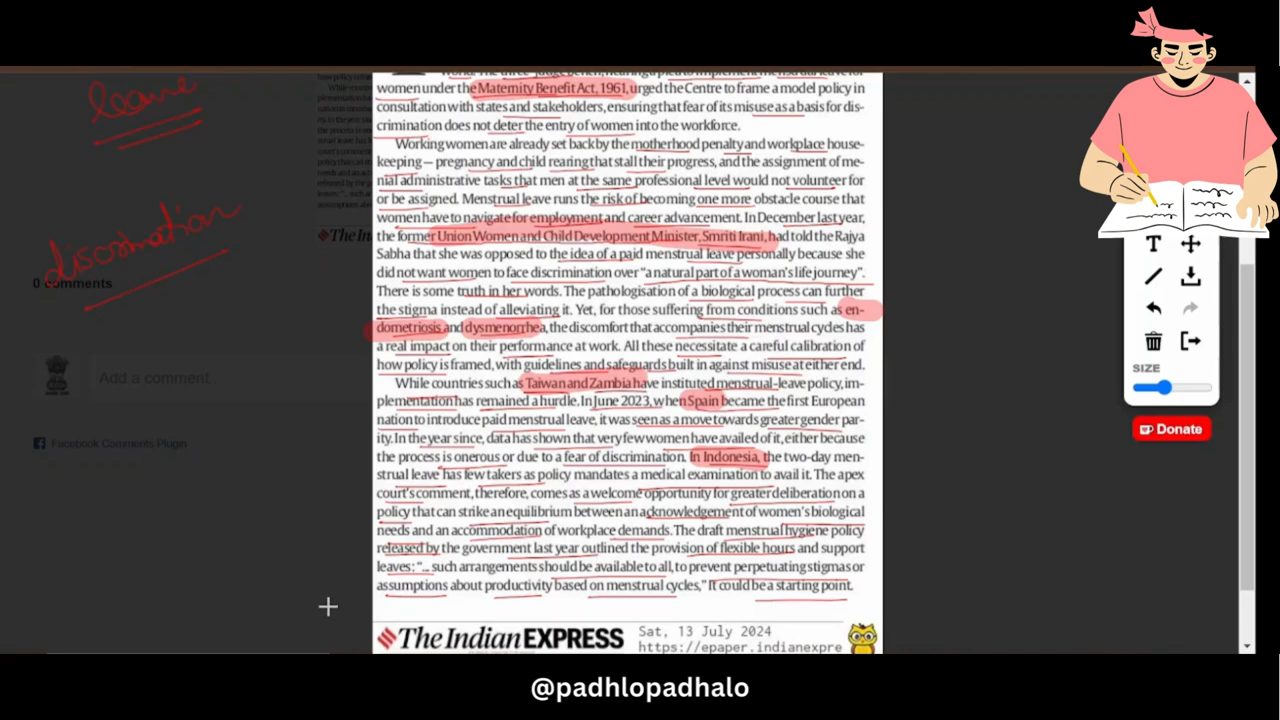 leave
discrimation
0 comments
Add a comment..
Facebook Comments Plugin
women under the Maternity Benefit Act, 1961, urged the Centre to frame a model policy in
consultation with states and stakeholders, ensuring that fear of its misuse as a basis for dis-
crimination does not deter the entry of women into the workforce.
Working women are already set back by the motherhood penalty and workplace house-
keeping — pregnancy and child rearing that stall their progress, and the assignment of me-
nial administrative tasks that men at the same professional level would not volunteer for
or be assigned. Menstrual leave runs the risk of becoming one more obstacle course that
women have to navigate for employment and career advancement. In December last year,
the former Union Women and Child Development Minister, Smriti Irani, had told the Rajya
Sabha that she was opposed to the idea of a paid menstrual leave personally because she
did not want women to face discrimination over “a natural part of a woman's life journey”.
There is some truth in her words. The pathologisation of a biological process can further
the stigma instead of alleviating it. Yet, for those suffering from conditions such as en-
dometriosis and dysmenorrhea, the discomfort that accompanies their menstrual cycles has
a real impact on their performance at work. All these necessitate a careful calibration of
how policy is framed, with guidelines and safeguards built in against misuse at either end.
While countries such as Taiwan and Zambia have instituted menstrual-leave policy, im-
plementation has remained a hurdle. In June 2023, when Spain became the first European
nation to introduce paid menstrual leave, it was seen as a move towards greater gender par-
ity. In the year since, data has shown that very few women have availed of it, either because
the process is onerous or due to a fear of discrimination. In Indonesia, the two-day men-
strual leave has few takers as policy mandates a medical examination to avail it. The apex
court's comment, therefore, comes as a welcome opportunity for greater deliberation on a
policy that can strike an equilibrium between an acknowledgement of women's biological
needs and an accommodation of workplace demands. The draft menstrual hygiene policy
released by the government last year outlined the provision of flexible hours and support
leaves: “... such arrangements should be available to all, to prevent perpetuating stigmas or
assumptions about productivity based on menstrual cycles,” It could be a starting point.
The Indian EXPRESS
Sat, 13 July 2024
https://epaper.indianexpre
T
SIZE
Donate
@padhlopadhalo